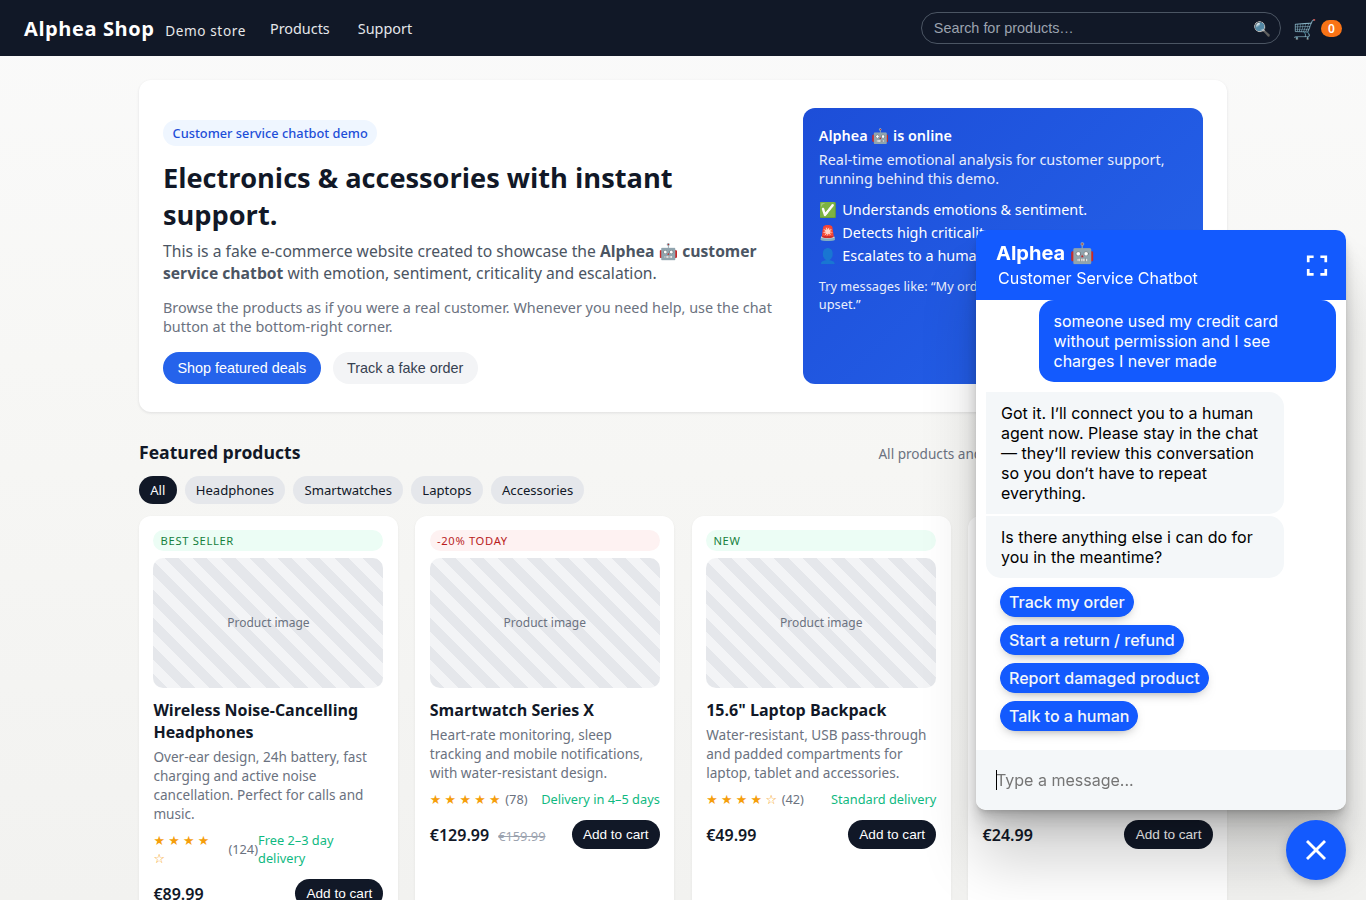 Alphea Shop Demo store Products Support Search for products… 0
Customer service chatbot demo
Electronics & accessories with instant
support.
This is a fake e-commerce website created to showcase the Alphea 🤖 customer
service chatbot with emotion, sentiment, criticality and escalation.
Browse the products as if you were a real customer. Whenever you need help, use the chat
button at the bottom-right corner.
Shop featured deals Track a fake order
Alphea 🤖 is online
Real-time emotional analysis for customer support,
running behind this demo.
✅ Understands emotions & sentiment.
🚨 Detects high criticalit
👤 Escalates to a huma
Try messages like: “My ord
upset.”
Featured products
All products an
All Headphones Smartwatches Laptops Accessories
BEST SELLER
Product image
Wireless Noise-Cancelling
Headphones
Over-ear design, 24h battery, fast
charging and active noise
cancellation. Perfect for calls and
music.
★ ★ ★ ★ ☆ (124) Free 2–3 day
delivery
€89.99 Add to cart
-20% TODAY
Product image
Smartwatch Series X
Heart-rate monitoring, sleep
tracking and mobile notifications,
with water-resistant design.
★ ★ ★ ★ ★ (78) Delivery in 4–5 days
€129.99 €159.99 Add to cart
NEW
Product image
15.6" Laptop Backpack
Water-resistant, USB pass-through
and padded compartments for
laptop, tablet and accessories.
★ ★ ★ ★ ☆ (42) Standard delivery
€49.99 Add to cart
€24.99 Add to cart
Alphea 🤖
Customer Service Chatbot
someone used my credit card
without permission and I see
charges I never made
Got it. I’ll connect you to a human
agent now. Please stay in the chat
— they’ll review this conversation
so you don’t have to repeat
everything.
Is there anything else i can do for
you in the meantime?
Track my order
Start a return / refund
Report damaged product
Talk to a human
Type a message...